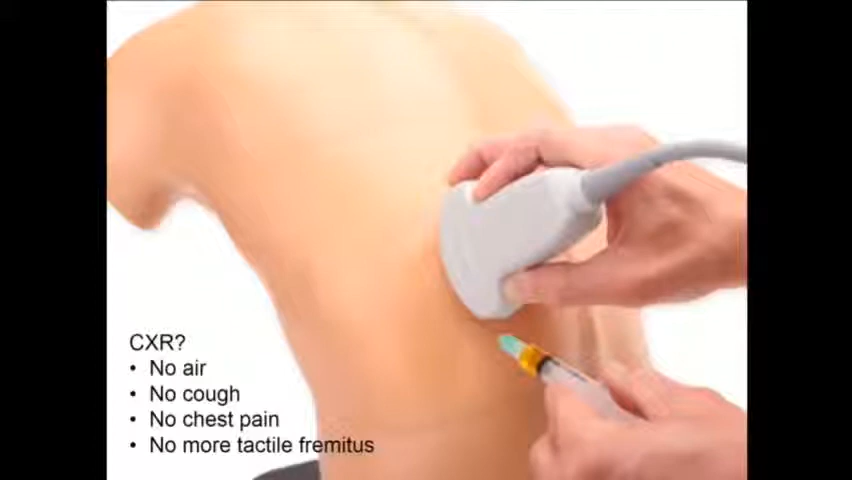 CXR?
• No air
• No cough
• No chest pain
• No more tactile fremitus